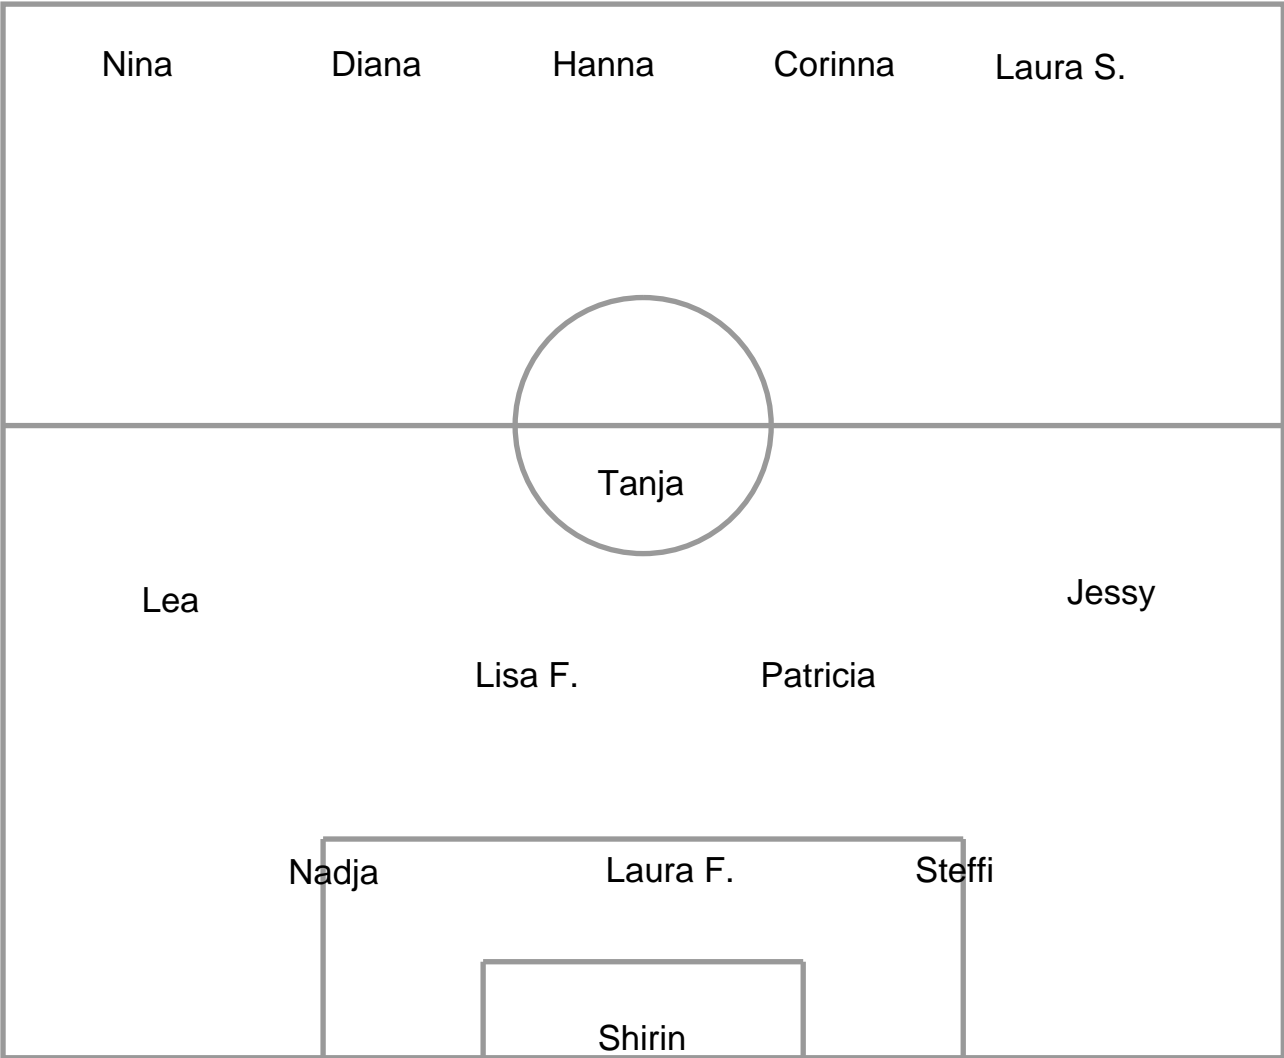 Nina Diana Hanna Corinna Laura S.
Tanja
Lea Jessy
Lisa F. Patricia
Nadja Laura F. Steffi
Shirin